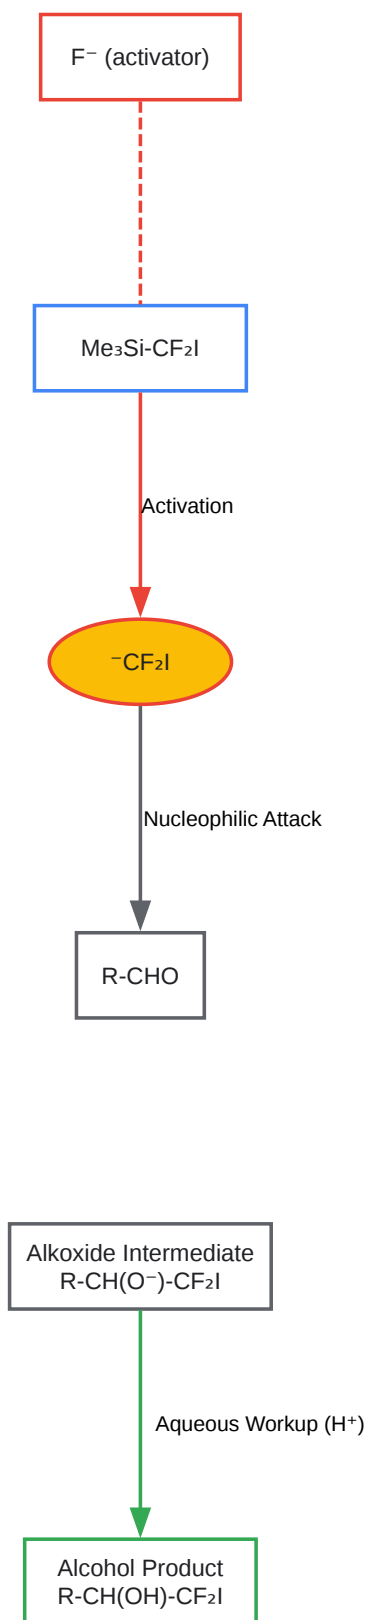 F⁻ (activator)
Me₃Si-CF₂I
Activation
⁻CF₂I
Nucleophilic Attack
R-CHO
Alkoxide Intermediate
R-CH(O⁻)-CF₂I
Aqueous Workup (H⁺)
Alcohol Product
R-CH(OH)-CF₂I